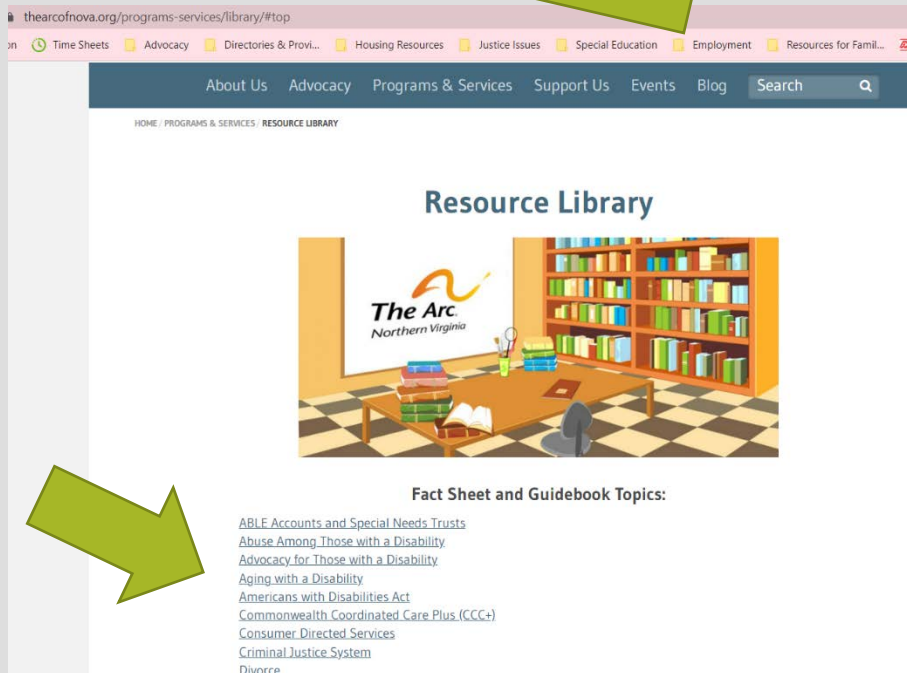 thearcofnova.org/programs-services/library/#top
on Time Sheets Advocacy Directories & Provi... Housing Resources Justice Issues Special Education Employment Resources for Famil...
About Us Advocacy Programs & Services Support Us Events Blog Search
HOME / PROGRAMS & SERVICES / RESOURCE LIBRARY
Resource Library
The Arc.
Northern Virginia
Fact Sheet and Guidebook Topics:
ABLE Accounts and Special Needs Trusts
Abuse Among Those with a Disability
Advocacy for Those with a Disability
Aging with a Disability
Americans with Disabilities Act
Commonwealth Coordinated Care Plus (CCC+)
Consumer Directed Services
Criminal Justice System
Divorce